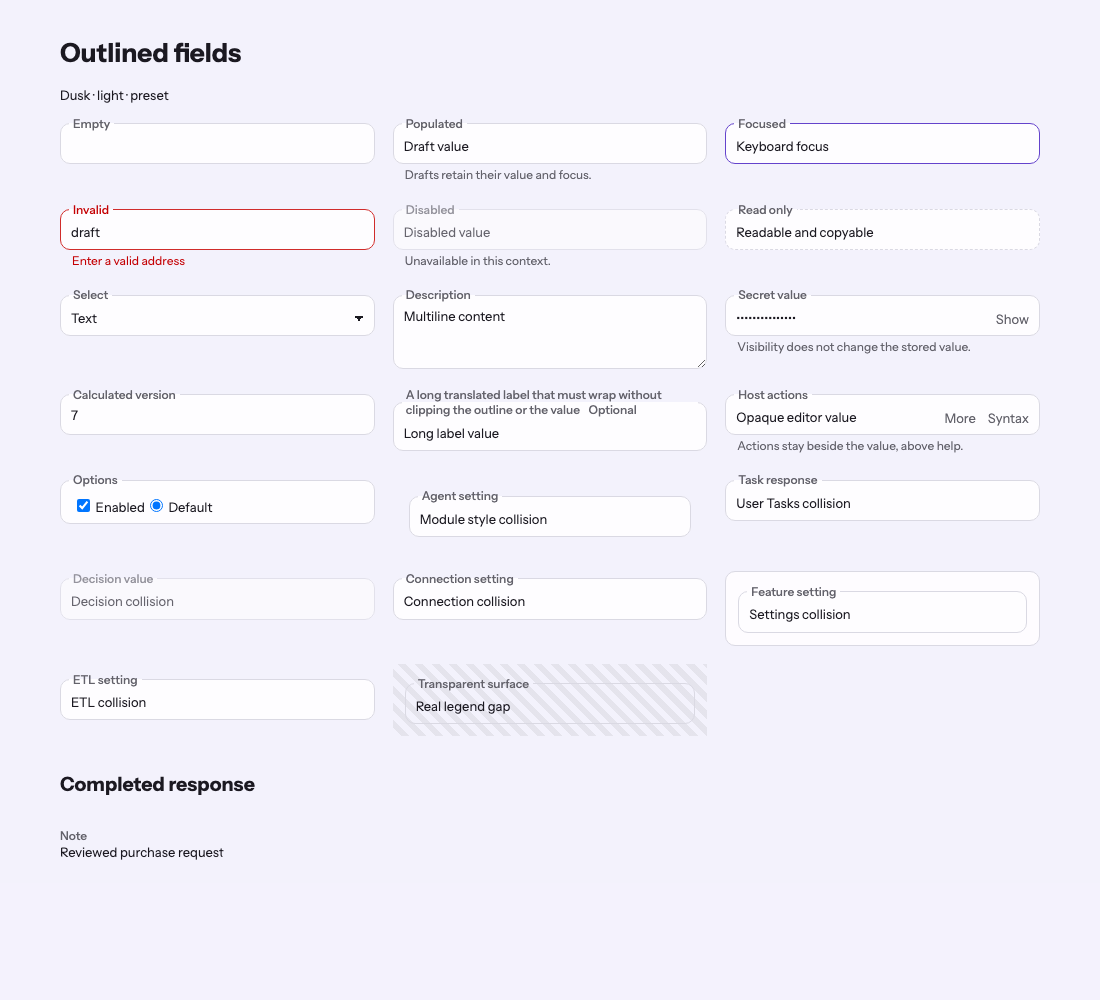 Outlined fields
Dusk · light · preset
Empty
Populated
Draft value
Drafts retain their value and focus.
Focused
Keyboard focus
Invalid
draft
Enter a valid address
Disabled
Disabled value
Unavailable in this context.
Read only
Readable and copyable
Select
Text
Description
Multiline content
Secret value
•••••••••••••••
Show
Visibility does not change the stored value.
Calculated version
7
A long translated label that must wrap without
clipping the outline or the value Optional
Long label value
Host actions
Opaque editor value
More Syntax
Actions stay beside the value, above help.
Options
Enabled Default
Agent setting
Module style collision
Task response
User Tasks collision
Decision value
Decision collision
Connection setting
Connection collision
Feature setting
Settings collision
ETL setting
ETL collision
Transparent surface
Real legend gap
Completed response
Note
Reviewed purchase request